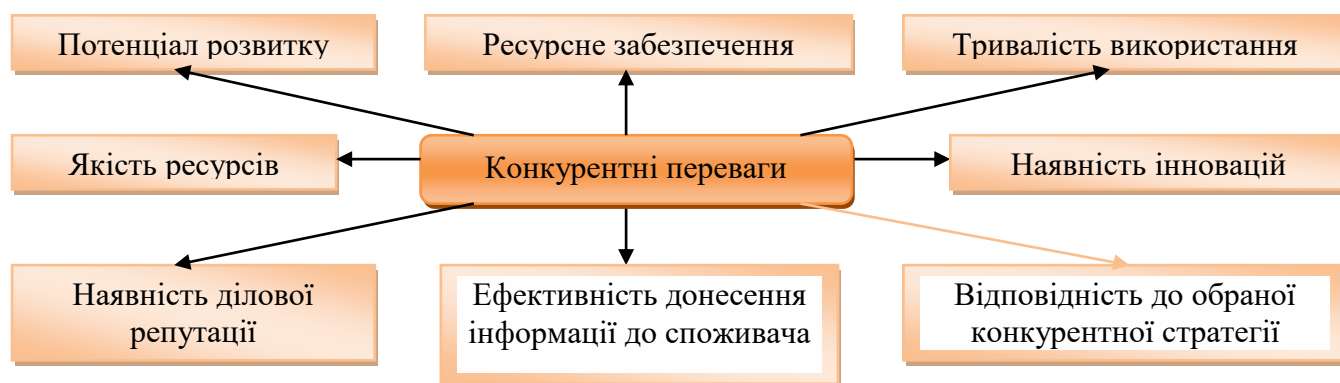 Потенціал розвитку
Ресурсне забезпечення
Тривалість використання
Якість ресурсів
Конкурентні переваги
Наявність інновацій
Наявність ділової
репутації
Ефективність донесення
інформації до споживача
Відповідність до обраної
конкурентної стратегії